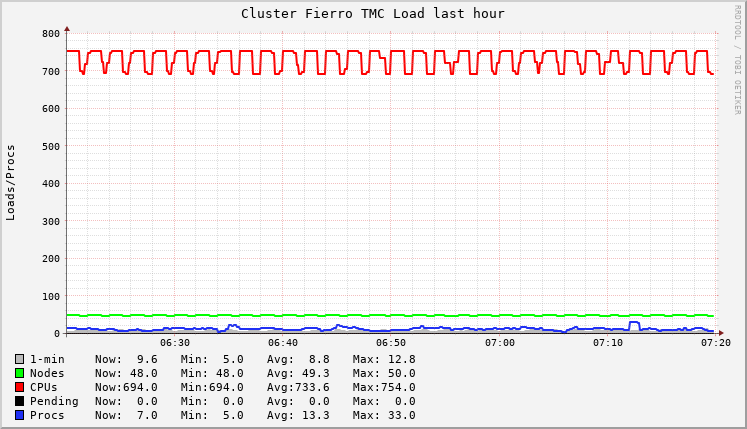 Cluster Fierro TMC Load last hour
RRDTOOL / TOBI OETIKER
Loads/Procs
800
700
600
500
400
300
200
100
0
06:30 06:40 06:50 07:00 07:10 07:20
1-min Now: 9.6 Min: 5.0 Avg: 8.8 Max: 12.8
Nodes Now: 48.0 Min: 48.0 Avg: 49.3 Max: 50.0
CPUs Now:694.0 Min:694.0 Avg:733.6 Max:754.0
Pending Now: 0.0 Min: 0.0 Avg: 0.0 Max: 0.0
Procs Now: 7.0 Min: 5.0 Avg: 13.3 Max: 33.0